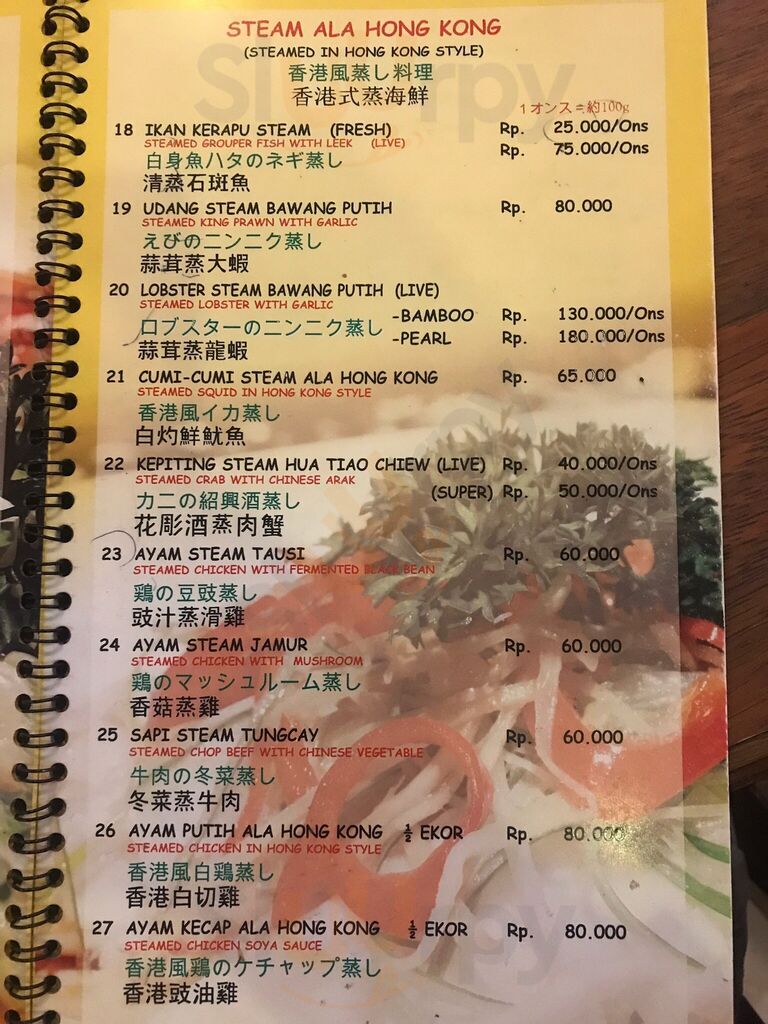 STEAM ALA HONG KONG
(STEAMED IN HONG KONG STYLE)
香港風蒸し料理
香港式蒸海鮮
1オンス=約100g
18 IKAN KERAPU STEAM (FRESH) Rp. 25.000/Ons
STEAMED GROUPER FISH WITH LEEK (LIVE) Rp. 75.000/Ons
白身魚ハタのネギ蒸し
清蒸石斑魚
19 UDANG STEAM BAWANG PUTIH Rp. 80.000
STEAMED KING PRAWN WITH GARLIC
えびのニンニク蒸し
蒜茸蒸大蝦
20 LOBSTER STEAM BAWANG PUTIH (LIVE)
STEAMED LOBSTER WITH GARLIC
-BAMBOO Rp. 130.000/Ons
ロブスターのニンニク蒸し -PEARL Rp. 180.000/Ons
蒜茸蒸龍蝦
21 CUMI-CUMI STEAM ALA HONG KONG Rp. 65.000
STEAMED SQUID IN HONG KONG STYLE
香港風イカ蒸し
白灼鮮魷魚
22 KEPITING STEAM HUA TIAO CHIEW (LIVE) Rp. 40.000/Ons
STEAMED CRAB WITH CHINESE ARAK
(SUPER) Rp. 50.000/Ons
カニの紹興酒蒸し
花彫酒蒸肉蟹
23 AYAM STEAM TAUSI Rp. 60.000
STEAMED CHICKEN WITH FERMENTED BLACK BEAN
鶏の豆豉蒸し
豉汁蒸滑雞
24 AYAM STEAM JAMUR Rp. 60.000
STEAMED CHICKEN WITH MUSHROOM
鶏のマッシュルーム蒸し
香菇蒸雞
25 SAPI STEAM TUNGCAY Rp. 60.000
STEAMED CHOP BEEF WITH CHINESE VEGETABLE
牛肉の冬菜蒸し
冬菜蒸牛肉
26 AYAM PUTIH ALA HONG KONG ½ EKOR Rp. 80.000
STEAMED CHICKEN IN HONG KONG STYLE
香港風白鶏蒸し
香港白切雞
27 AYAM KECAP ALA HONG KONG ½ EKOR Rp. 80.000
STEAMED CHICKEN SOYA SAUCE
香港風鶏のケチャップ蒸し
香港豉油雞